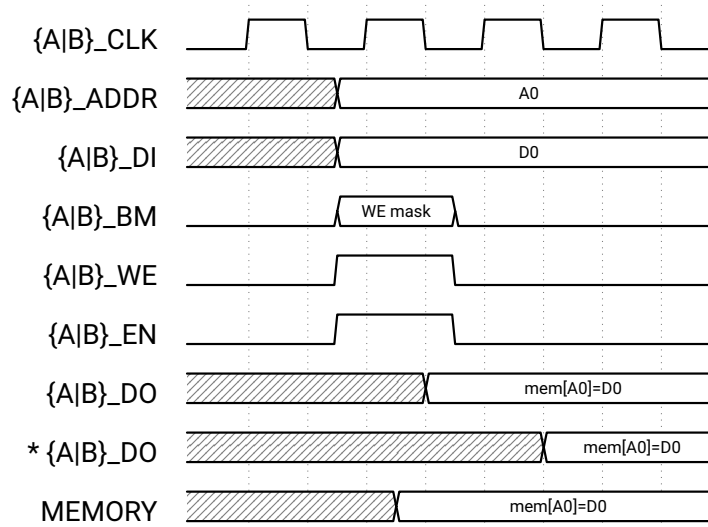 {A|B}_CLK
{A|B}_ADDR A0
{A|B}_DI D0
{A|B}_BM WE mask
{A|B}_WE
{A|B}_EN
{A|B}_DO mem[A0]=D0
* {A|B}_DO mem[A0]=D0
MEMORY mem[A0]=D0